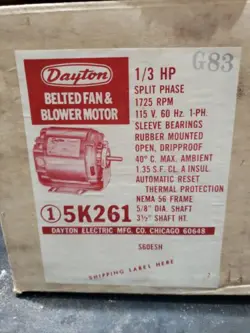 G83
Dayton
BELTED FAN &
BLOWER MOTOR
1/3 HP
SPLIT PHASE
1725 RPM
115 V. 60 Hz. 1-PH.
SLEEVE BEARINGS
RUBBER MOUNTED
OPEN, DRIPPROOF
40° C. MAX. AMBIENT
1.35 S.F. CL. A INSUL.
AUTOMATIC RESET
THERMAL PROTECTION
NEMA 56 FRAME
5/8" DIA. SHAFT
3½" SHAFT HT.
① 5K261
DAYTON ELECTRIC MFG. CO. CHICAGO 60648
S60E5H
SHIPPING LABEL HERE